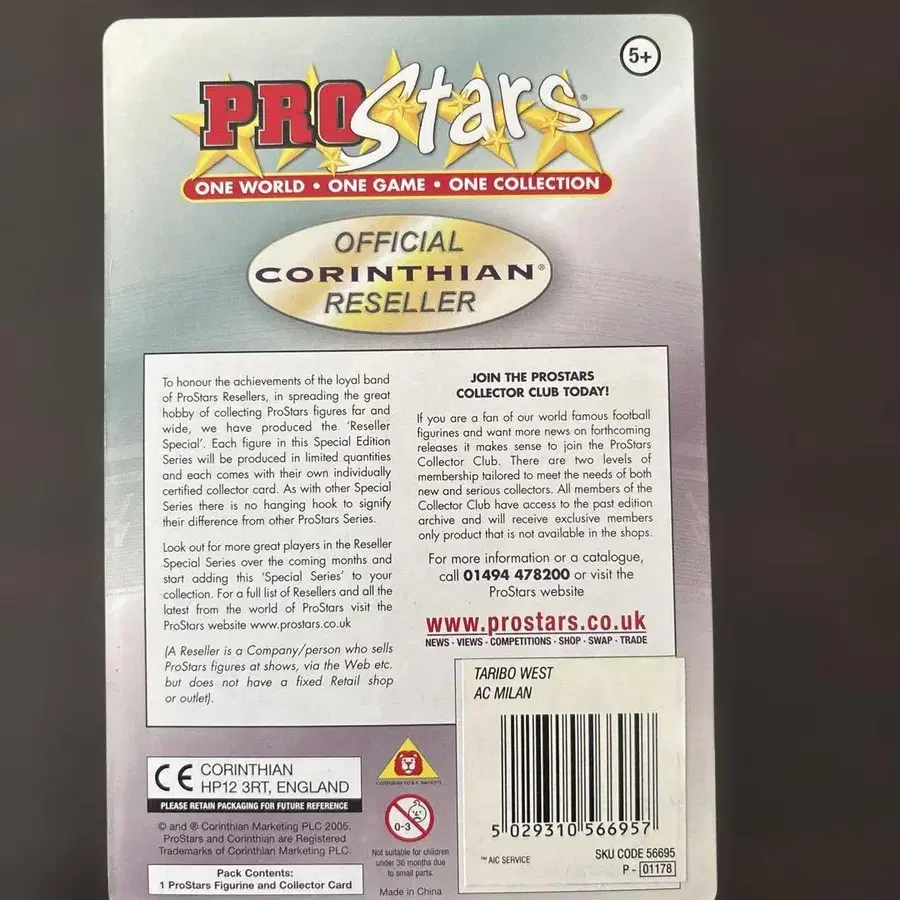 5+
PROStars®
ONE WORLD • ONE GAME • ONE COLLECTION
OFFICIAL
CORINTHIAN®
RESELLER
To honour the achievements of the loyal band
of ProStars Resellers, in spreading the great
hobby of collecting ProStars figures far and
wide, we have produced the 'Reseller
Special'. Each figure in this Special Edition
Series will be produced in limited quantities
and each comes with their own individually
certified collector card. As with other Special
Series there is no hanging hook to signify
their difference from other ProStars Series.
Look out for more great players in the Reseller
Special Series over the coming months and
start adding this 'Special Series' to your
collection. For a full list of Resellers and all the
latest from the world of ProStars visit the
ProStars website www.prostars.co.uk
(A Reseller is a Company/person who sells
ProStars figures at shows, via the Web etc.
but does not have a fixed Retail shop
or outlet).
JOIN THE PROSTARS
COLLECTOR CLUB TODAY!
If you are a fan of our world famous football
figurines and want more news on forthcoming
releases it makes sense to join the ProStars
Collector Club. There are two levels of
membership tailored to meet the needs of both
new and serious collectors. All members of the
Collector Club have access to the past edition
archive and will receive exclusive members
only product that is not available in the shops.
For more information or a catalogue,
call 01494 478200 or visit the
ProStars website
www.prostars.co.uk
NEWS · VIEWS · COMPETITIONS · SHOP · SWAP · TRADE
TARIBO WEST
AC MILAN
5 029310 566957
™ AIC SERVICE
SKU CODE 56695
P - 01178
CE CORINTHIAN
HP12 3RT, ENGLAND
PLEASE RETAIN PACKAGING FOR FUTURE REFERENCE
© and ® Corinthian Marketing PLC 2005.
ProStars and Corinthian are Registered
Trademarks of Corinthian Marketing PLC.
Pack Contents:
1 ProStars Figurine and Collector Card
0-3
Not suitable for children
under 36 months due
to small parts.
Made in China